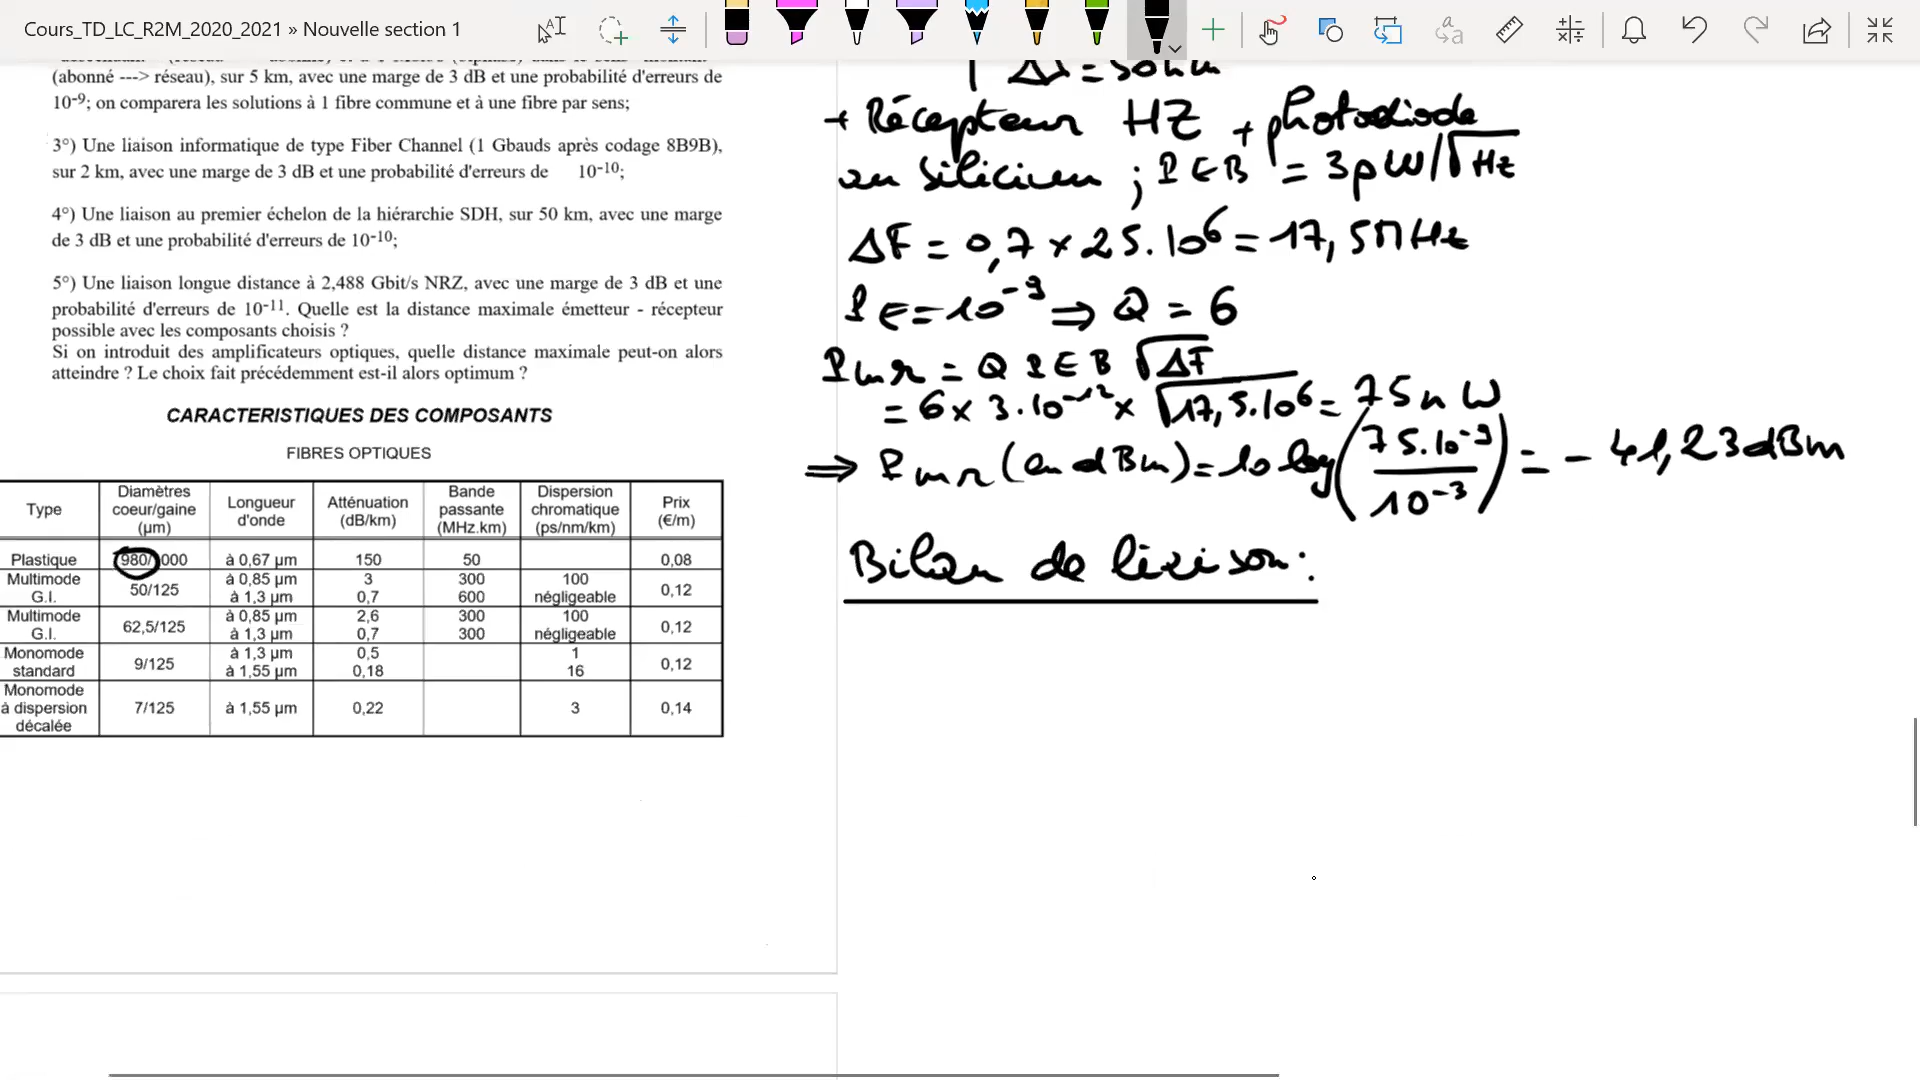 Cours_TD_LC_R2M_2020_2021 » Nouvelle section 1
(abonné ---> réseau), sur 5 km, avec une marge de 3 dB et une probabilité d'erreurs de
10-9; on comparera les solutions à 1 fibre commune et à une fibre par sens;
3°) Une liaison informatique de type Fiber Channel (1 Gbauds après codage 8B9B),
sur 2 km, avec une marge de 3 dB et une probabilité d'erreurs de 10-10;
4°) Une liaison au premier échelon de la hiérarchie SDH, sur 50 km, avec une marge
de 3 dB et une probabilité d'erreurs de 10-10;
5°) Une liaison longue distance à 2,488 Gbit/s NRZ, avec une marge de 3 dB et une
probabilité d'erreurs de 10-11. Quelle est la distance maximale émetteur - récepteur
possible avec les composants choisis ?
Si on introduit des amplificateurs optiques, quelle distance maximale peut-on alors
atteindre ? Le choix fait précédemment est-il alors optimum ?
CARACTERISTIQUES DES COMPOSANTS
FIBRES OPTIQUES
Type Diamètres coeur/gaine (µm) Longueur d'onde Atténuation (dB/km) Bande passante (MHz.km) Dispersion chromatique (ps/nm/km) Prix (€/m)
Plastique 980/1000 à 0,67 µm 150 50 0,08
Multimode G.I. 50/125 à 0,85 µm 3 300 100 0,12
à 1,3 µm 0,7 600 négligeable
Multimode G.I. 62,5/125 à 0,85 µm 2,6 300 100 0,12
à 1,3 µm 0,7 300 négligeable
Monomode standard 9/125 à 1,3 µm 0,5 1 0,12
à 1,55 µm 0,18 16
Monomode à dispersion décalée 7/125 à 1,55 µm 0,22 3 0,14
Δλ = 50nm
+ Récepteur HZ + photodiode
en silicium ; PEB = 3pW/√Hz
ΔF = 0,7 × 25.10⁶ = 17,5MHz
PE = 10⁻⁹ ⇒ Q = 6
Pmr = Q PEB √ΔF
= 6 × 3.10⁻¹² × √17,5.10⁶ = 75nW
⇒ Pmr (en dBm) = 10 log(75.10⁻⁹/10⁻³) = - 41,23dBm
Bilan de liaison :